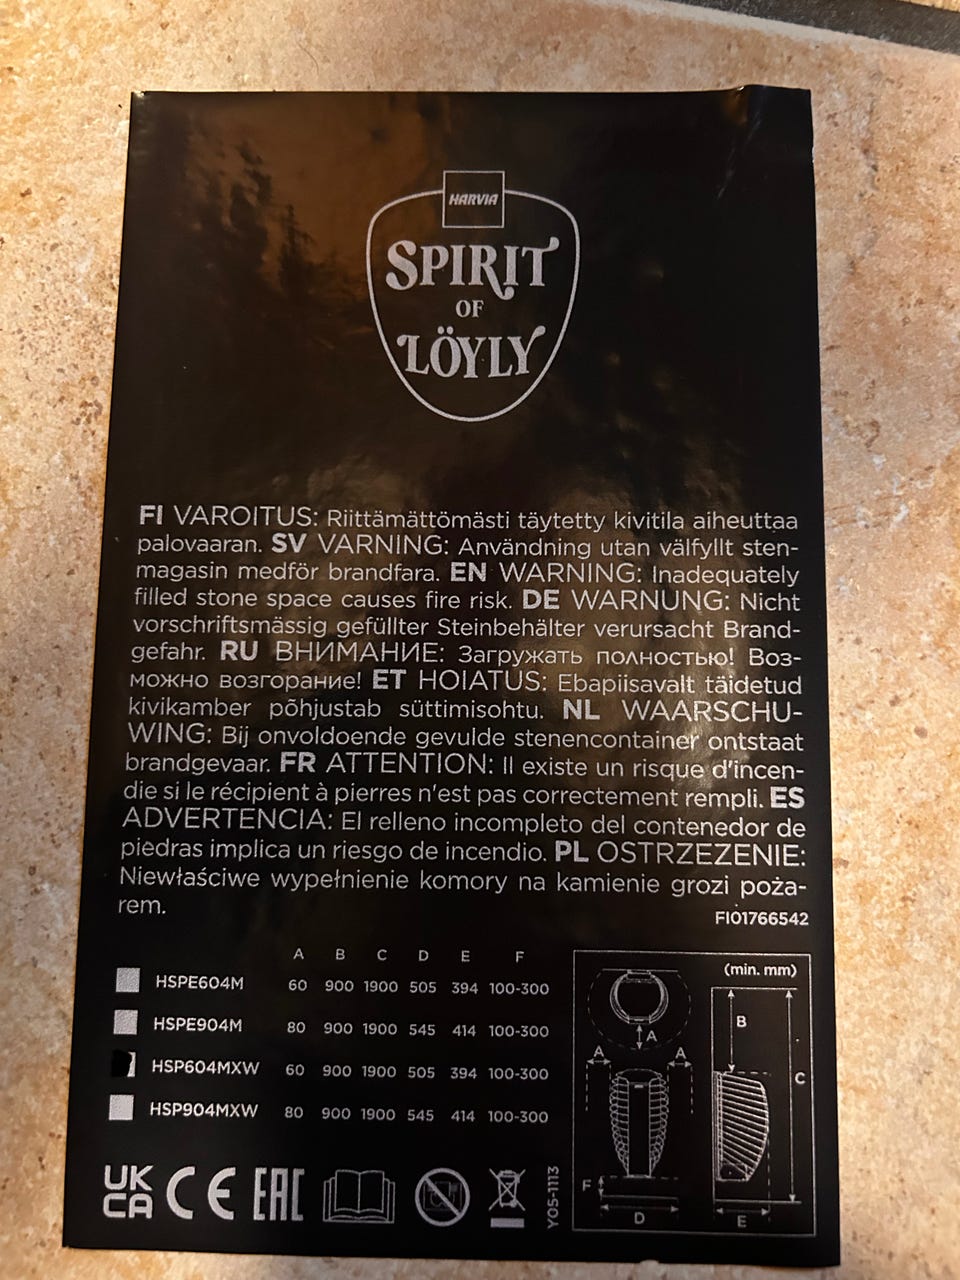 HARVIA
SPIRIT
OF
LÖYLY
FI VAROITUS: Riittämättömästi täytetty kivitila aiheuttaa
palovaaran. SV VARNING: Användning utan välfyllt sten-
magasin medför brandfara. EN WARNING: Inadequately
filled stone space causes fire risk. DE WARNUNG: Nicht
vorschriftsmässig gefüllter Steinbehälter verursacht Brand-
gefahr. RU ВНИМАНИЕ: Загружать полностью! Воз-
можно возгорание! ET HOIATUS: Ebapiisavalt täidetud
kivikamber põhjustab süttimisohtu. NL WAARSCHU-
WING: Bij onvoldoende gevulde stenencontainer ontstaat
brandgevaar. FR ATTENTION: Il existe un risque d'incen-
die si le récipient à pierres n'est pas correctement rempli. ES
ADVERTENCIA: El relleno incompleto del contenedor de
piedras implica un riesgo de incendio. PL OSTRZEZENIE:
Niewłaściwe wypełnienie komory na kamienie grozi poża-
rem.
FI01766542
A B C D E F
HSPE604M 60 900 1900 505 394 100-300
HSPE904M 80 900 1900 545 414 100-300
HSP604MXW 60 900 1900 505 394 100-300
HSP904MXW 80 900 1900 545 414 100-300
(min. mm)
A
B
A A
C
F
D
E
UK
CA CE EAC
Y05-1113